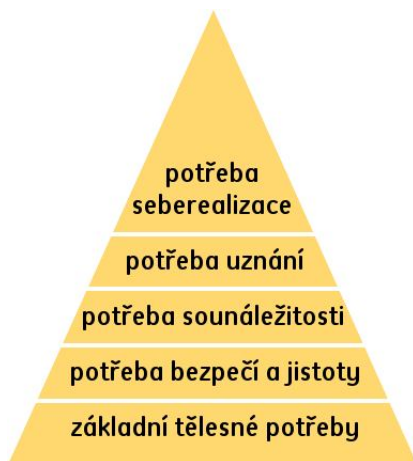 potřeba
seberealizace
potřeba uznání
potřeba sounáležitosti
potřeba bezpečí a jistoty
základní tělesné potřeby